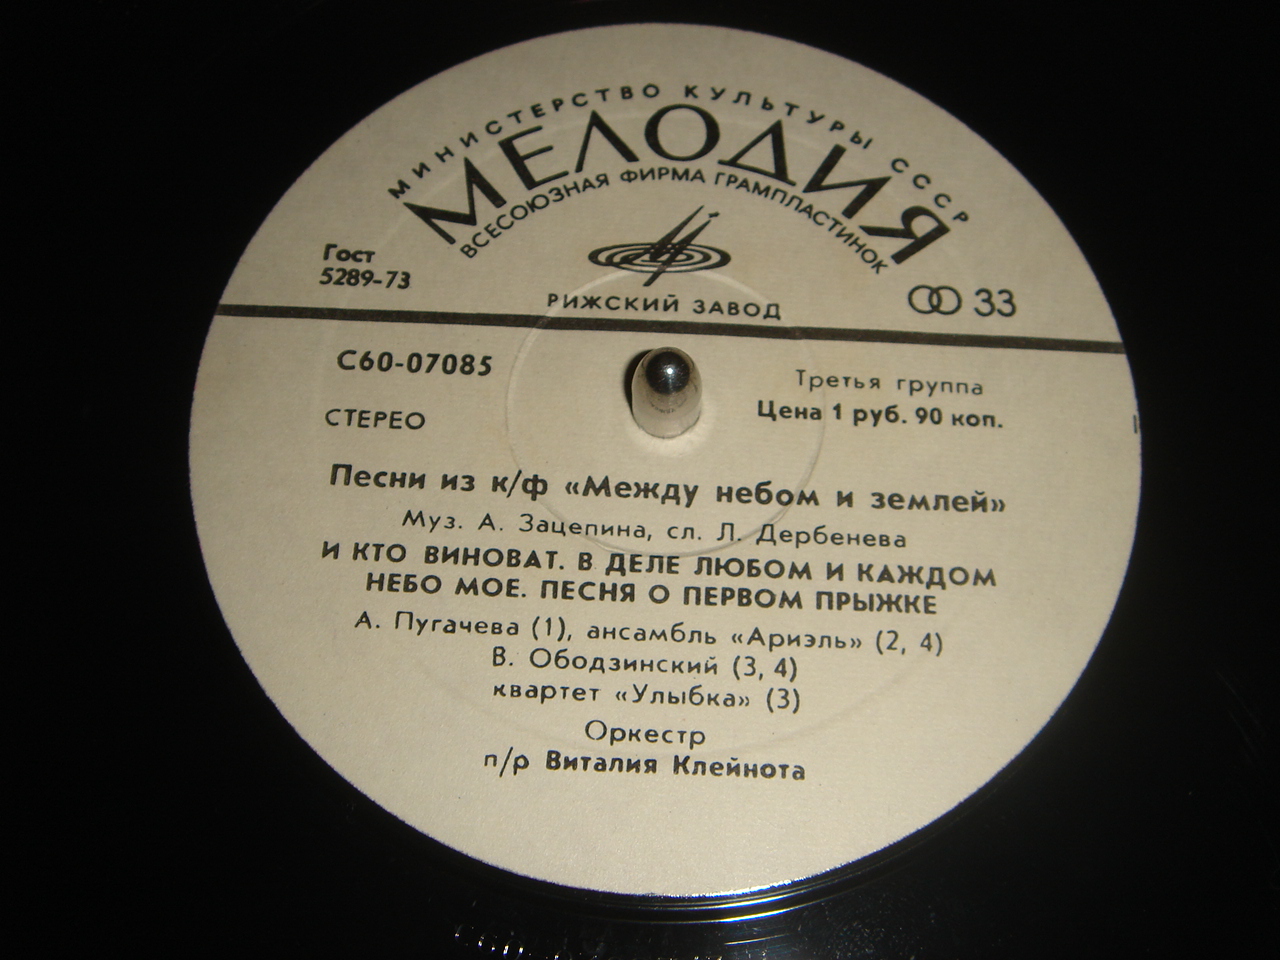 МИНИСТЕРСТВО КУЛЬТУРЫ СССР
МЕЛОДИЯ
ВСЕСОЮЗНАЯ ФИРМА ГРАМПЛАСТИНОК
Гост
5289-73
РИЖСКИЙ ЗАВОД
33
С60-07085
Третья группа
СТЕРЕО
Цена 1 руб. 90 коп.
Песни из к/ф «Между небом и землей»
Муз. А. Зацепина, сл. Л. Дербенева
И КТО ВИНОВАТ. В ДЕЛЕ ЛЮБОМ И КАЖДОМ
НЕБО МОЕ. ПЕСНЯ О ПЕРВОМ ПРЫЖКЕ
А. Пугачева (1), ансамбль «Ариэль» (2, 4)
В. Ободзинский (3, 4)
квартет «Улыбка» (3)
Оркестр
п/р Виталия Клейнота